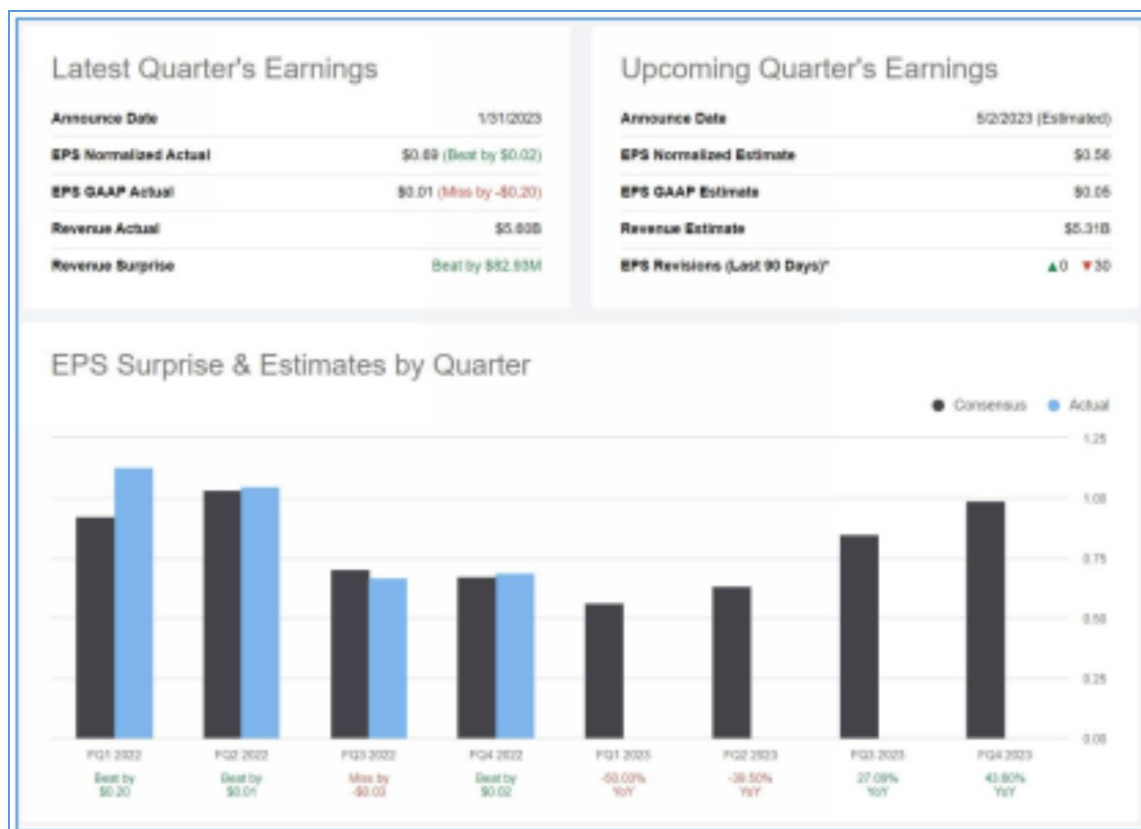 Latest Quarter's Earnings
Announce Date 1/31/2023
EPS Normalized Actual $0.69 (Beat by $0.02)
EPS GAAP Actual $0.01 (Miss by -$0.20)
Revenue Actual $5.60B
Revenue Surprise Beat by $82.93M
Upcoming Quarter's Earnings
Announce Date 5/2/2023 (Estimated)
EPS Normalized Estimate $0.56
EPS GAAP Estimate $0.05
Revenue Estimate $5.31B
EPS Revisions (Last 90 Days)* ▲0 ▼30
EPS Surprise & Estimates by Quarter
Consensus Actual
1.25
1.00
0.75
0.50
0.25
0.00
FQ1 2022 FQ2 2022 FQ3 2022 FQ4 2022 FQ1 2023 FQ2 2023 FQ3 2023 FQ4 2023
Beat by Beat by Miss by Beat by -39.50% 27.09%
$0.20 $0.01 -$0.03 $0.02 YoY YoY YoY YoY